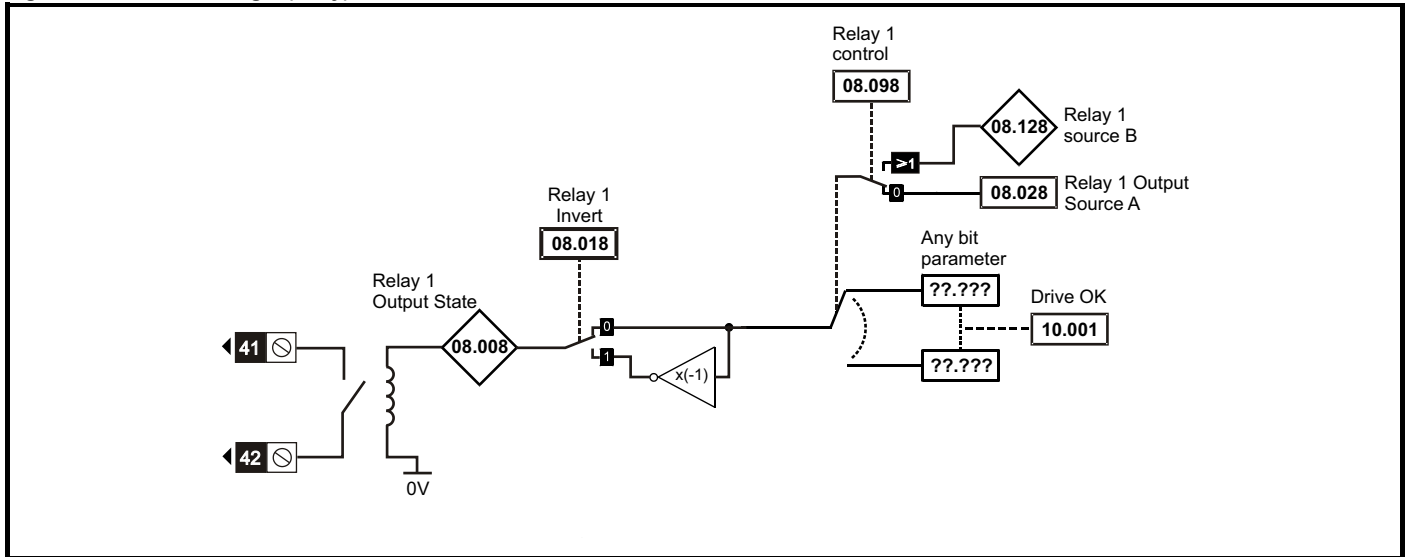 Relay 1
control
08.098
08.128
Relay 1
source B
>1
0
08.028
Relay 1 Output
Source A
Relay 1
Invert
08.018
Any bit
parameter
??.???
Drive OK
10.001
??.???
Relay 1
Output State
08.008
0
1
x(-1)
41
42
0V